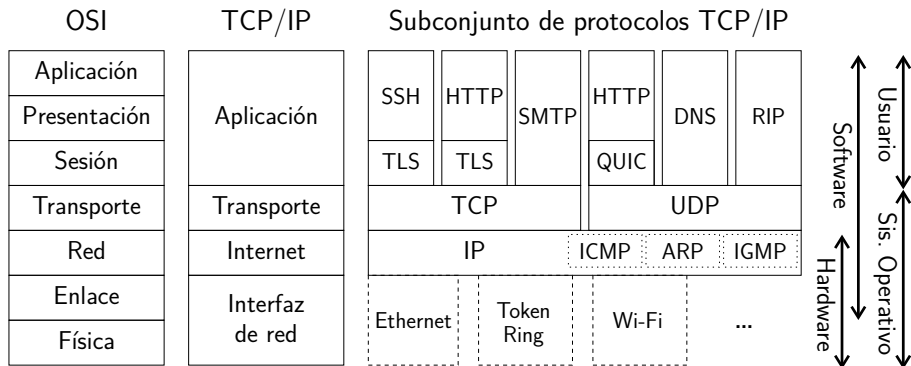 OSI
TCP/IP
Subconjunto de protocolos TCP/IP
Aplicación
Presentación
Sesión
Transporte
Red
Enlace
Física
Aplicación
Transporte
Internet
Interfaz
de red
SSH
TLS
HTTP
TLS
SMTP
HTTP
QUIC
DNS
RIP
TCP
UDP
IP
ICMP
ARP
IGMP
Ethernet
Token
Ring
Wi-Fi
...
Software
Hardware
Usuario
Sis. Operativo